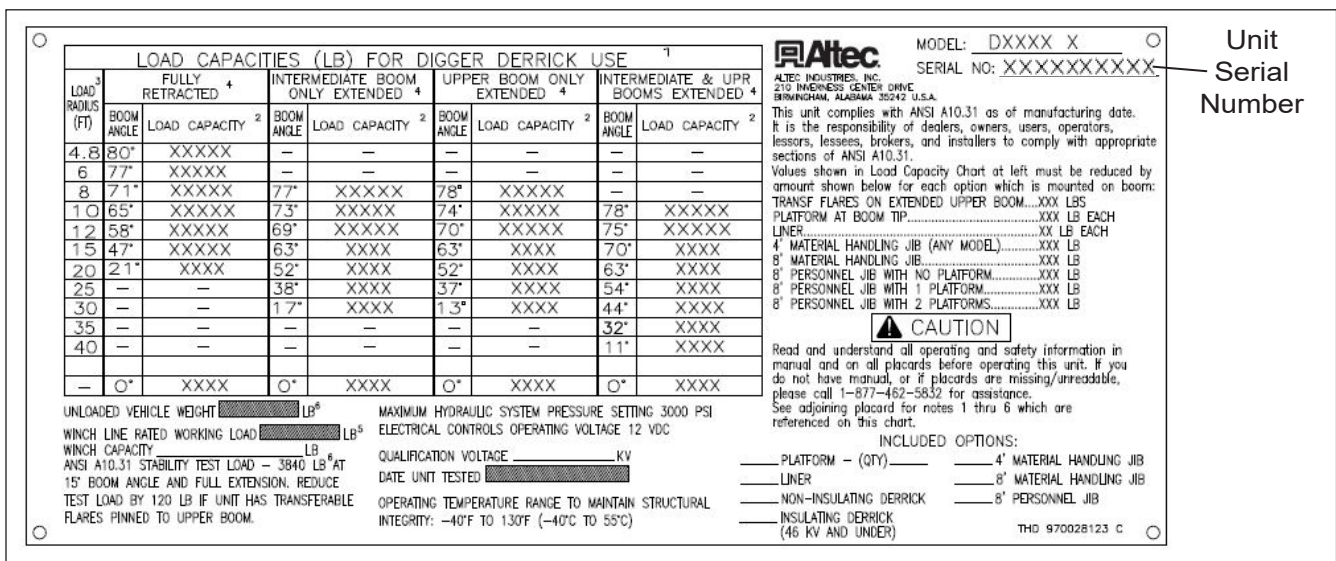 LOAD CAPACITIES (LB) FOR DIGGER DERRICK USE 1
LOAD 3 RADIUS (FT) | FULLY RETRACTED 4 | INTERMEDIATE BOOM ONLY EXTENDED 4 | UPPER BOOM ONLY EXTENDED 4 | INTERMEDIATE & UPR BOOMS EXTENDED 4
BOOM ANGLE | LOAD CAPACITY 2 | BOOM ANGLE | LOAD CAPACITY 2 | BOOM ANGLE | LOAD CAPACITY 2 | BOOM ANGLE | LOAD CAPACITY 2
4.8 80° XXXXX – – – – – –
6 77° XXXXX – – – – – –
8 71° XXXXX 77° XXXXX 78° XXXXX – –
10 65° XXXXX 73° XXXXX 74° XXXXX 78° XXXXX
12 58° XXXXX 69° XXXXX 70° XXXXX 75° XXXXX
15 47° XXXXX 63° XXXX 63° XXXX 70° XXXX
20 21° XXXX 52° XXXX 52° XXXX 63° XXXX
25 – – 38° XXXX 37° XXXX 54° XXXX
30 – – 17° XXXX 13° XXXX 44° XXXX
35 – – – – – – 32° XXXX
40 – – – – – – 11° XXXX
– 0° XXXX 0° XXXX 0° XXXX 0° XXXX
UNLOADED VEHICLE WEIGHT LB 6
WINCH LINE RATED WORKING LOAD LB 5
WINCH CAPACITY LB
ANSI A10.31 STABILITY TEST LOAD – 3840 LB 6 AT
15° BOOM ANGLE AND FULL EXTENSION. REDUCE
TEST LOAD BY 120 LB IF UNIT HAS TRANSFERABLE
FLARES PINNED TO UPPER BOOM.
MAXIMUM HYDRAULIC SYSTEM PRESSURE SETTING 3000 PSI
ELECTRICAL CONTROLS OPERATING VOLTAGE 12 VDC
QUALIFICATION VOLTAGE KV
DATE UNIT TESTED
OPERATING TEMPERATURE RANGE TO MAINTAIN STRUCTURAL
INTEGRITY: –40°F TO 130°F (–40°C TO 55°C)
Altec
MODEL: DXXXX X
SERIAL NO: XXXXXXXXXX
ALTEC INDUSTRIES, INC.
210 INVERNESS CENTER DRIVE
BIRMINGHAM, ALABAMA 35242 U.S.A.
This unit complies with ANSI A10.31 as of manufacturing date.
It is the responsibility of dealers, owners, users, operators,
lessors, lessees, brokers, and installers to comply with appropriate
sections of ANSI A10.31.
Values shown in Load Capacity Chart at left must be reduced by
amount shown below for each option which is mounted on boom:
TRANSF FLARES ON EXTENDED UPPER BOOM....XXX LBS
PLATFORM AT BOOM TIP...............................XXX LB EACH
LINER.......................................................XX LB EACH
4' MATERIAL HANDLING JIB (ANY MODEL)..........XXX LB
8' MATERIAL HANDLING JIB............................XXX LB
8' PERSONNEL JIB WITH NO PLATFORM.............XXX LB
8' PERSONNEL JIB WITH 1 PLATFORM...............XXX LB
8' PERSONNEL JIB WITH 2 PLATFORMS.............XXX LB
CAUTION
Read and understand all operating and safety information in
manual and on all placards before operating this unit. If you
do not have manual, or if placards are missing/unreadable,
please call 1-877-462-5832 for assistance.
See adjoining placard for notes 1 thru 6 which are
referenced on this chart.
INCLUDED OPTIONS:
PLATFORM – (QTY)
LINER
NON-INSULATING DERRICK
INSULATING DERRICK
(46 KV AND UNDER)
4' MATERIAL HANDLING JIB
8' MATERIAL HANDLING JIB
8' PERSONNEL JIB
THD 970028123 C
Unit
Serial
Number